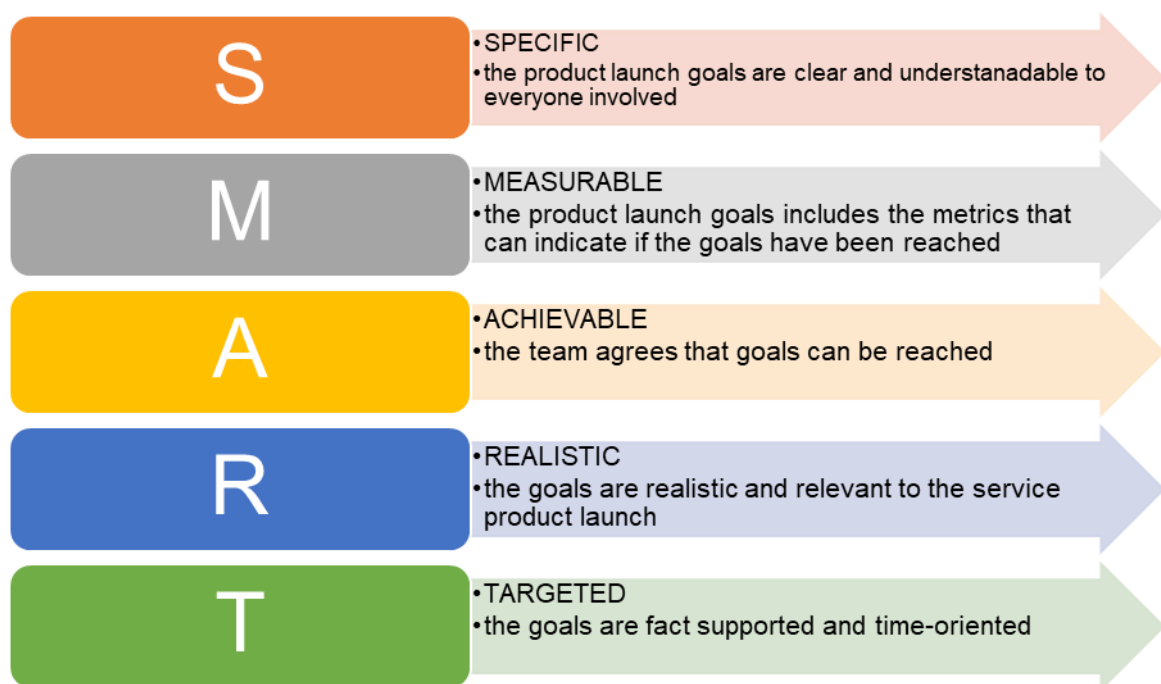 S
•SPECIFIC
•the product launch goals are clear and understanadable to
everyone involved
M
•MEASURABLE
•the product launch goals includes the metrics that
can indicate if the goals have been reached
A
•ACHIEVABLE
•the team agrees that goals can be reached
R
•REALISTIC
•the goals are realistic and relevant to the service
product launch
T
•TARGETED
•the goals are fact supported and time-oriented